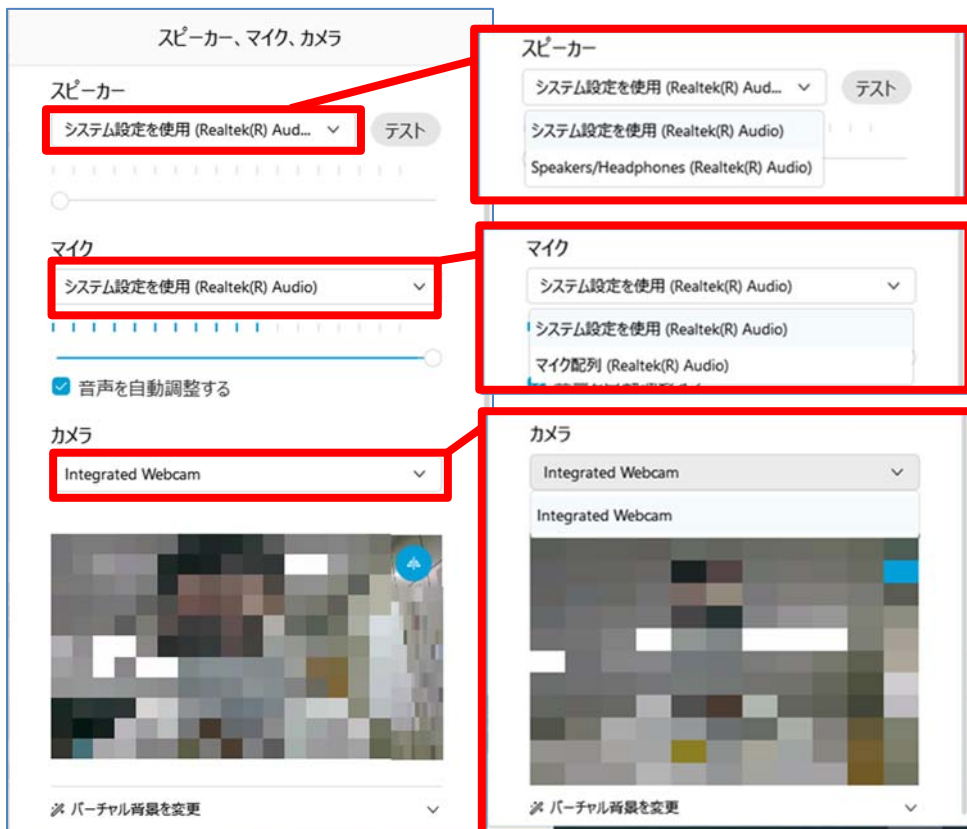 スピーカー、マイク、カメラ
スピーカー
システム設定を使用 (Realtek(R) Aud...
テスト
マイク
システム設定を使用 (Realtek(R) Audio)
音声を自動調整する
カメラ
Integrated Webcam
バーチャル背景を変更
スピーカー
システム設定を使用 (Realtek(R) Aud...
テスト
システム設定を使用 (Realtek(R) Audio)
Speakers/Headphones (Realtek(R) Audio)
マイク
システム設定を使用 (Realtek(R) Audio)
システム設定を使用 (Realtek(R) Audio)
マイク配列 (Realtek(R) Audio)
カメラ
Integrated Webcam
Integrated Webcam
バーチャル背景を変更